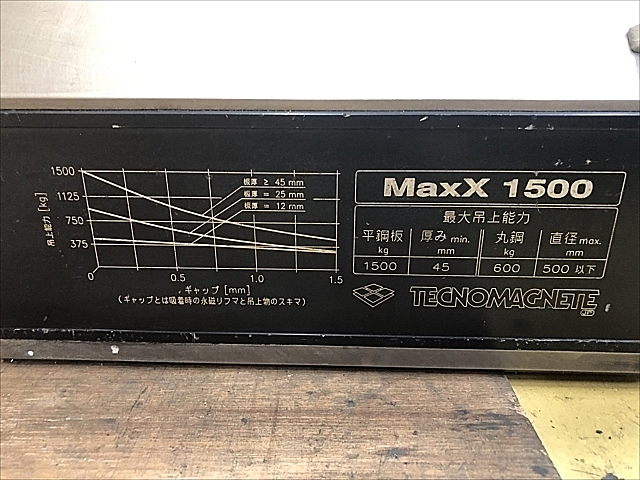 1500
1125
750
375
0
0.5
1.0
1.5
吊上能力 [kg]
板厚 ≥ 45 mm
板厚 = 25 mm
板厚 = 12 mm
ギャップ [mm]
(ギャップとは吸着時の永磁リフマと吊上物のスキマ)
MaxX 1500
最大吊上能力
平鋼板 厚み min. 丸鋼 直径 max.
kg mm kg mm
1500 45 600 500 以下
TECNOMAGNETE
JP